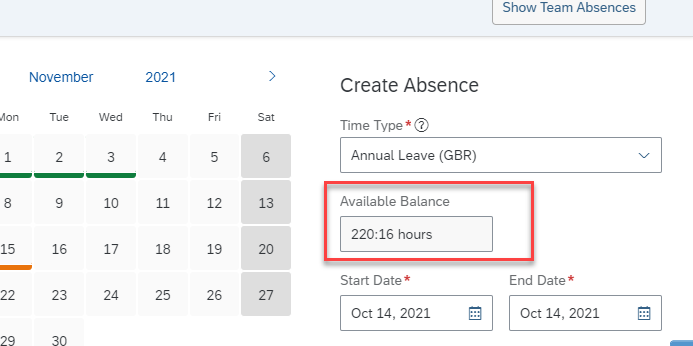 Show Team Absences
November 2021
Mon Tue Wed Thu Fri Sat
1 2 3 4 5 6
8 9 10 11 12 13
15 16 17 18 19 20
22 23 24 25 26 27
29 30
Create Absence
Time Type*
Annual Leave (GBR)
Available Balance
220:16 hours
Start Date* End Date*
Oct 14, 2021 Oct 14, 2021